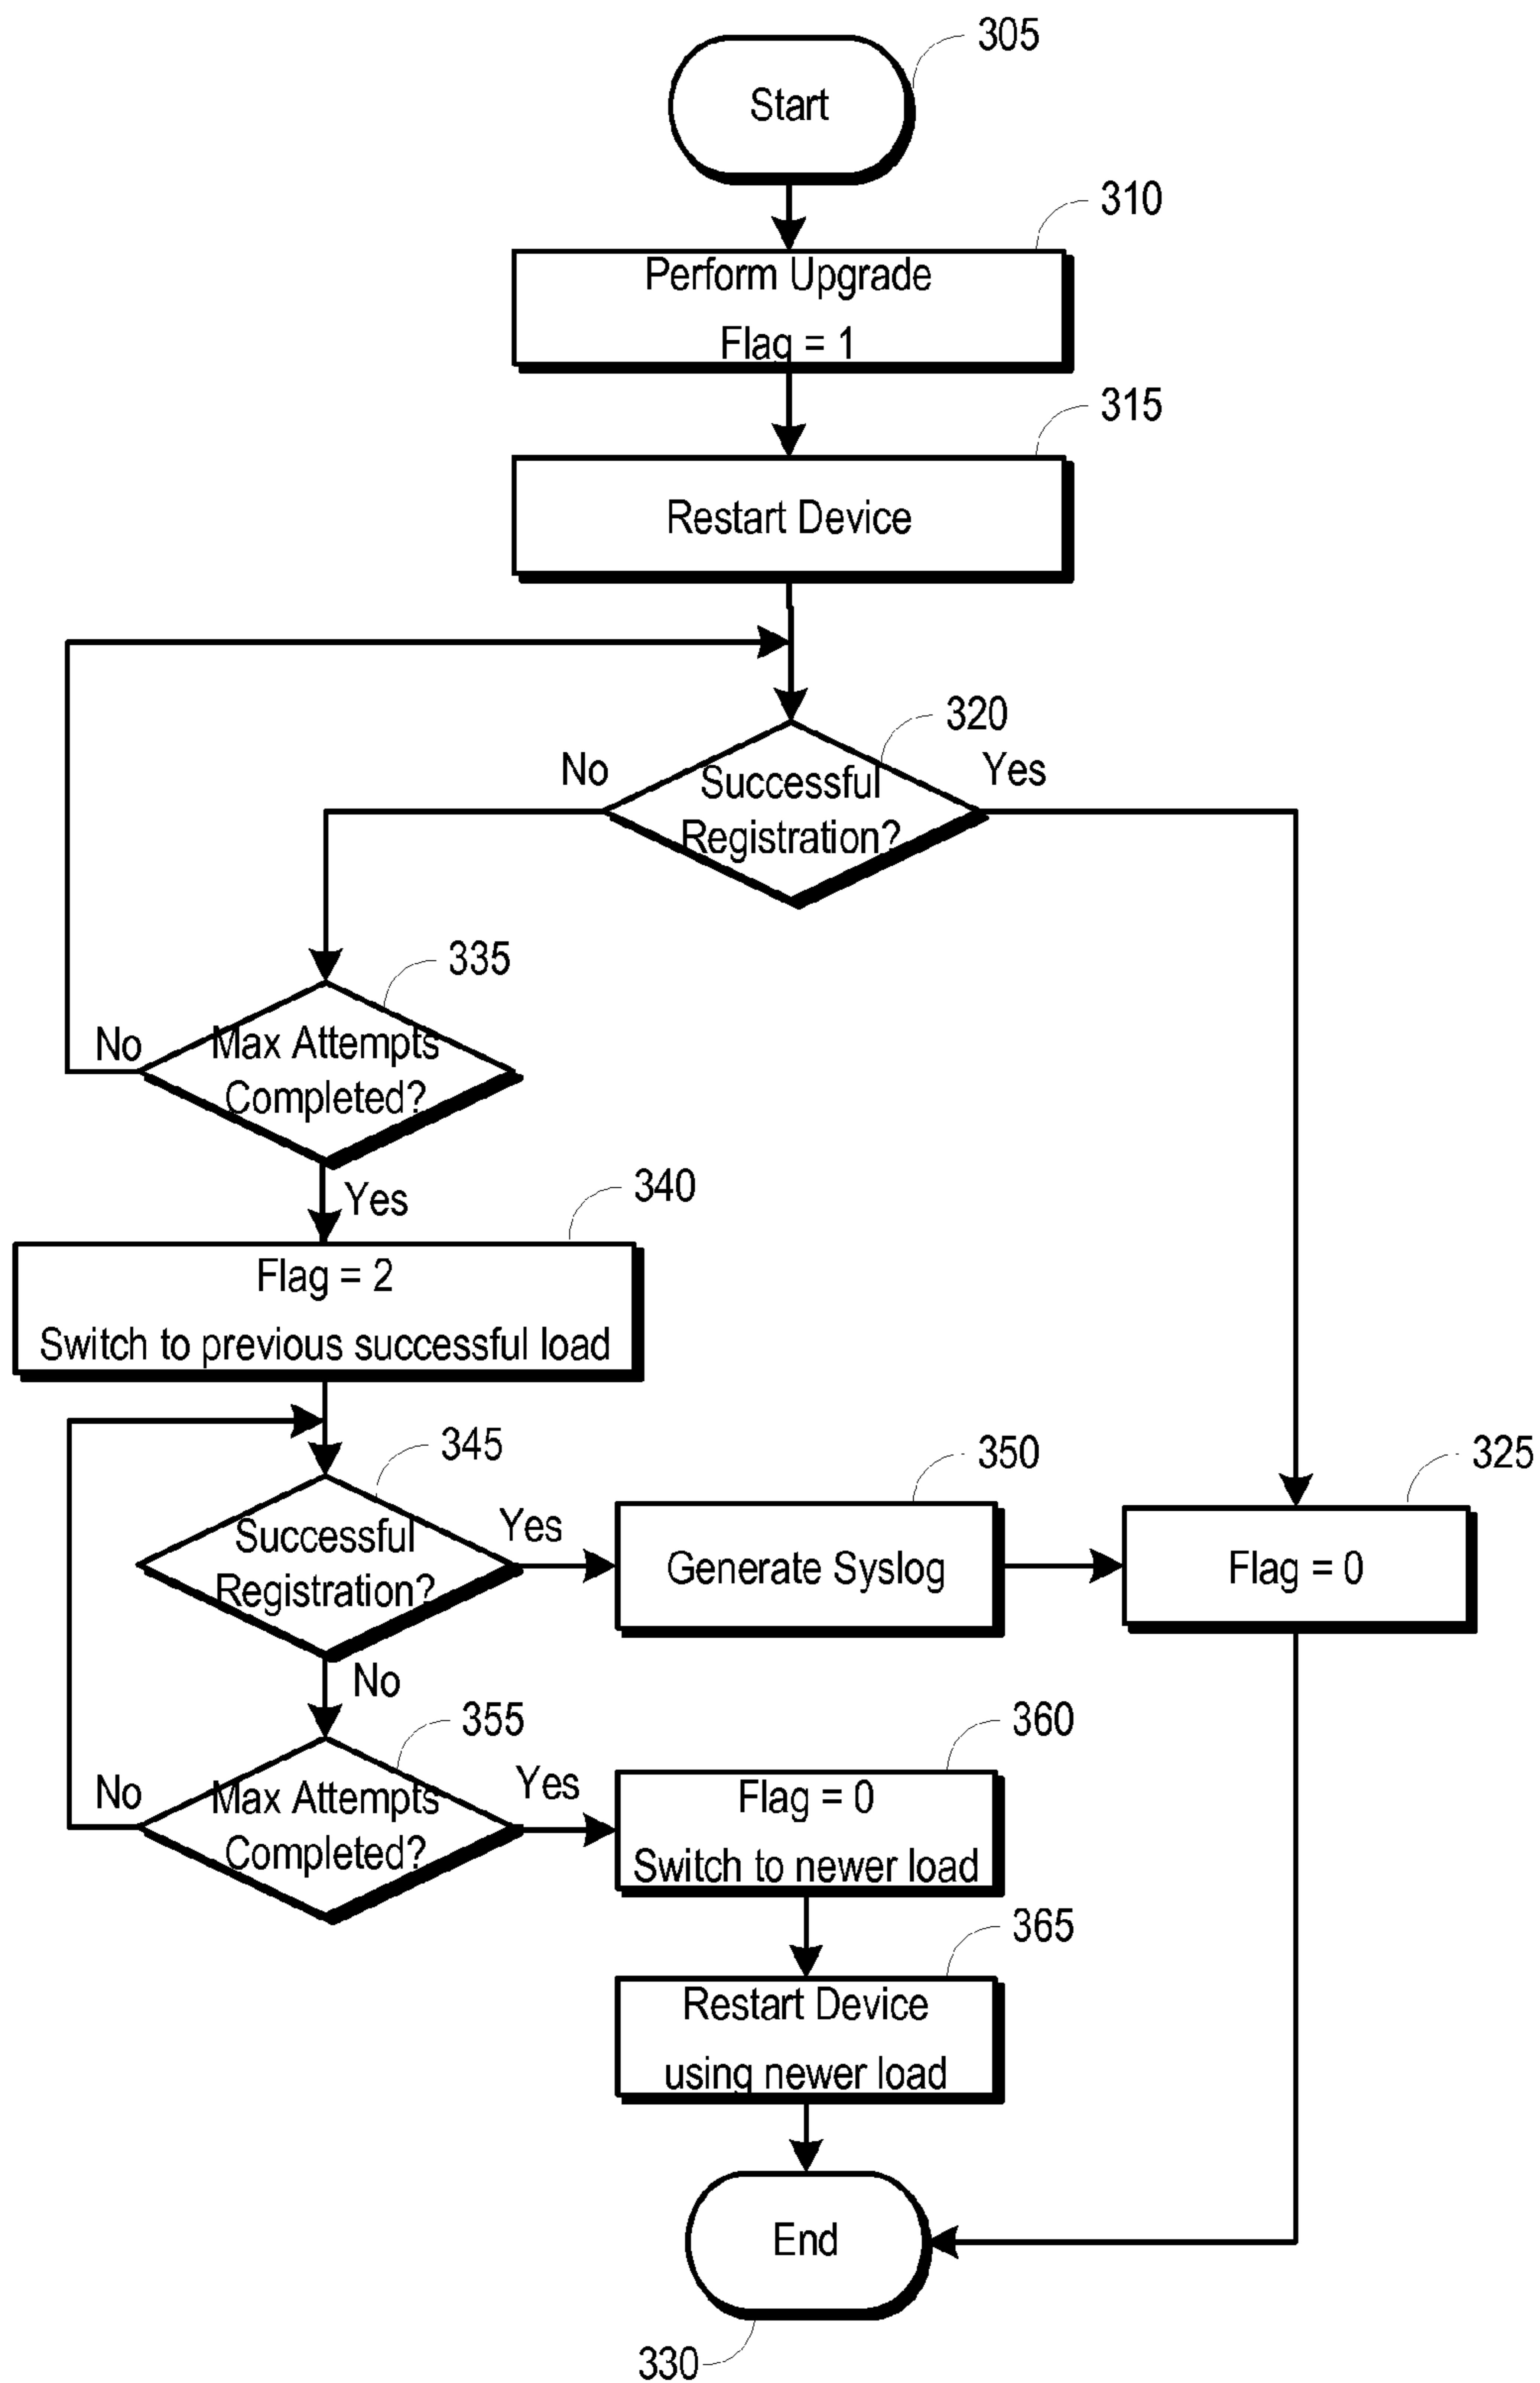 305
Start
310
Perform Upgrade
Flag = 1
315
Restart Device
320
No
Successful
Registration?
Yes
335
No
Max Attempts
Completed?
Yes
340
Flag = 2
Switch to previous successful load
345
Successful
Registration?
Yes
350
Generate Syslog
325
Flag = 0
No
355
No
Max Attempts
Completed?
Yes
360
Flag = 0
Switch to newer load
365
Restart Device
using newer load
End
330